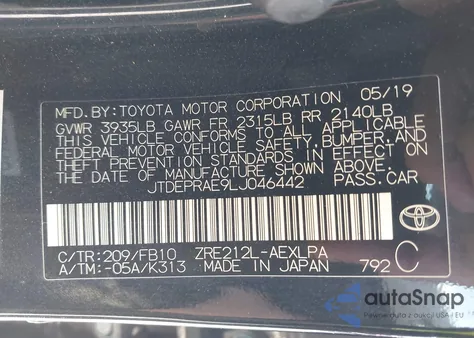 MFD. BY: TOYOTA MOTOR CORPORATION 05/19
GVWR 3935LB GAWR FR 2315LB RR 2140LB
THIS VEHICLE CONFORMS TO ALL APPLICABLE
FEDERAL MOTOR VEHICLE SAFETY, BUMPER,
AND THEFT PREVENTION STANDARDS IN EFFECT ON
THE DATE OF MANUFACTURE SHOWN ABOVE.
JTDEPRAE9LJ046442 PASS.CAR
C/TR:209/FB10 ZRE212L-AEXLPA
A/TM:-05A/K313 MADE IN JAPAN 792 C
TOYOTA
autoSnap